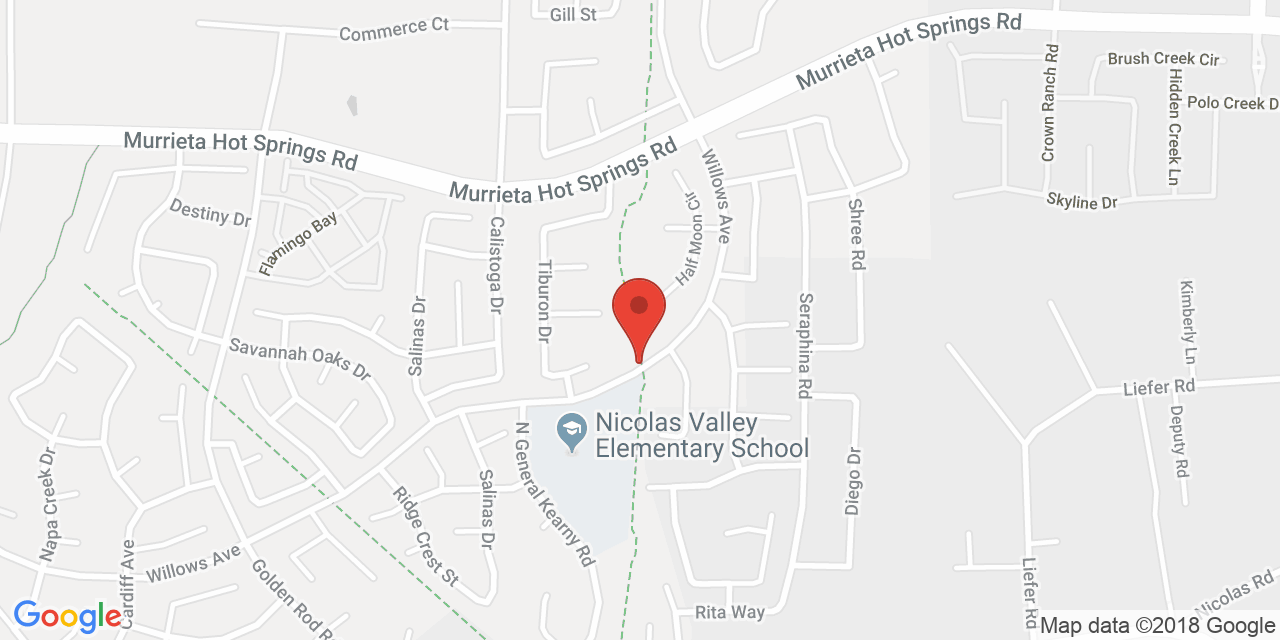 Gill St
Commerce Ct
Murrieta Hot Springs Rd
Brush Creek Cir
Crown Ranch Rd
Hidden Creek Ln
Polo Creek D
Murrieta Hot Springs Rd
Murrieta Hot Springs Rd
Willows Ave
Half Moon Cir
Skyline Dr
Shree Rd
Destiny Dr
Flamingo Bay
Calistoga Dr
Tiburon Dr
Salinas Dr
Seraphina Rd
Kimberly Ln
Savannah Oaks Dr
Liefer Rd
Deputy Rd
Nicolas Valley
Elementary School
N General Kearny Rd
Diego Dr
Napa Creek Dr
Salinas Dr
Ridge Crest St
Willows Ave
Cardiff Ave
Golden Rod R
Liefer Rd
Nicolas Rd
Rita Way
Google
Map data ©2018 Google